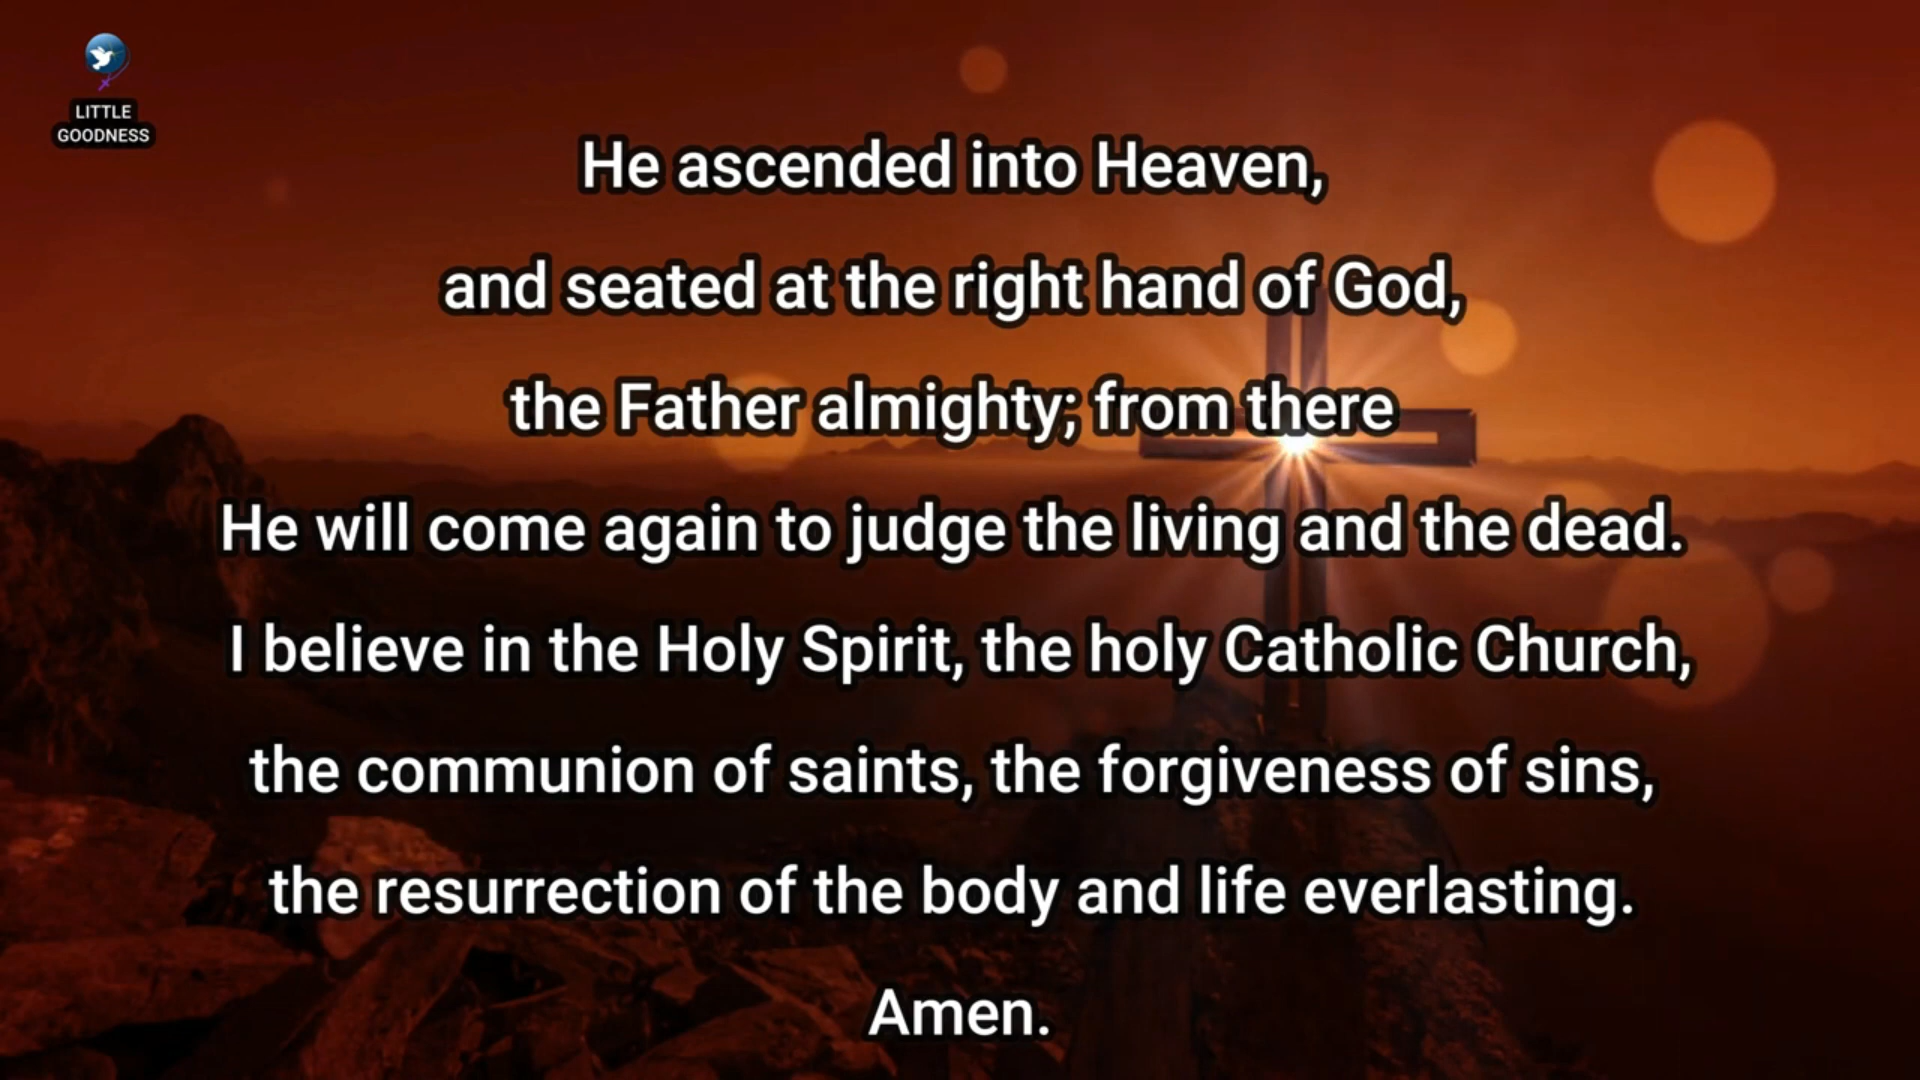 LITTLE
GOODNESS
He ascended into Heaven,
and seated at the right hand of God,
the Father almighty; from there
He will come again to judge the living and the dead.
I believe in the Holy Spirit, the holy Catholic Church,
the communion of saints, the forgiveness of sins,
the resurrection of the body and life everlasting.
Amen.